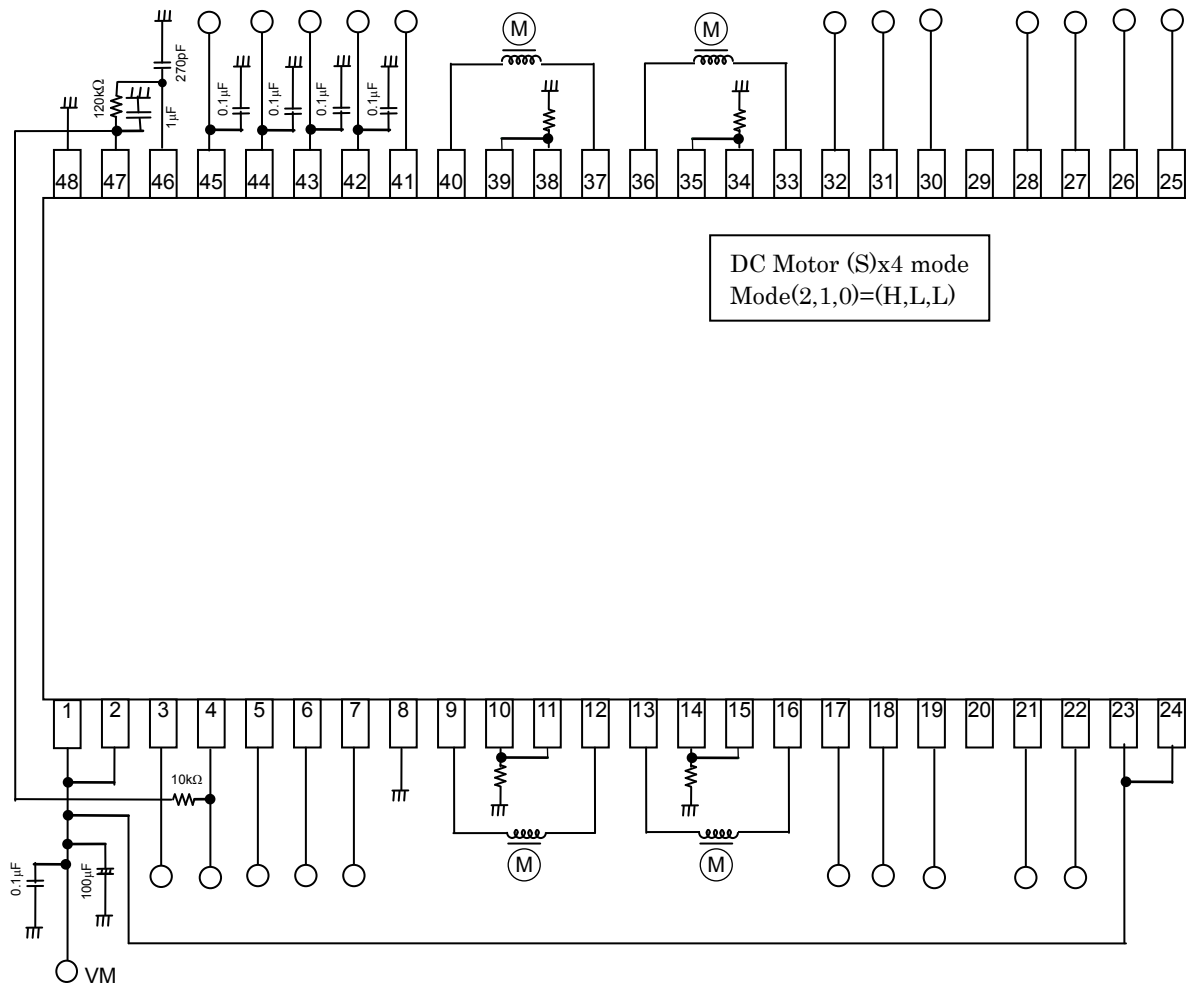 M M
270pF
120kΩ
1μF
0.1μF 0.1μF 0.1μF 0.1μF
48 47 46 45 44 43 42 41 40 39 38 37 36 35 34 33 32 31 30 29 28 27 26 25
DC Motor (S)x4 mode
Mode(2,1,0)=(H,L,L)
1 2 3 4 5 6 7 8 9 10 11 12 13 14 15 16 17 18 19 20 21 22 23 24
10kΩ
M M
0.1μF
100μF
VM